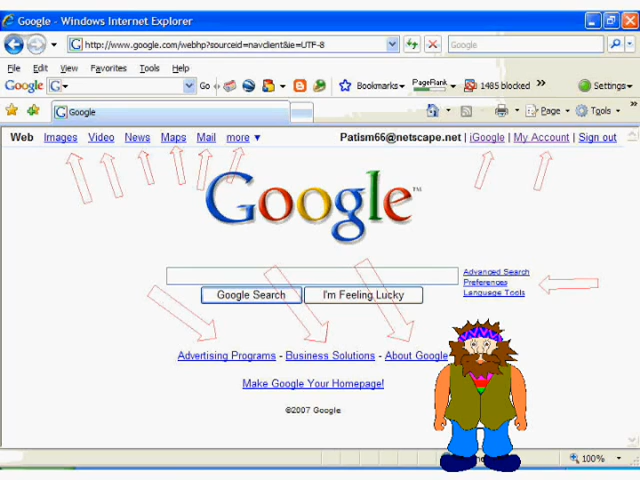 Google - Windows Internet Explorer
http://www.google.com/webhp?sourceid=navclient&ie=UTF-8
Google
File Edit View Favorites Tools Help
Google G Go Bookmarks PageRank 1485 blocked » Settings
Google
» Page Tools »
Web Images Video News Maps Mail more ▼ Patism66@netscape.net | iGoogle | My Account | Sign out
Google™
Advanced Search
Preferences
Language Tools
Google Search I'm Feeling Lucky
Advertising Programs - Business Solutions - About Google
Make Google Your Homepage!
©2007 Google
100%